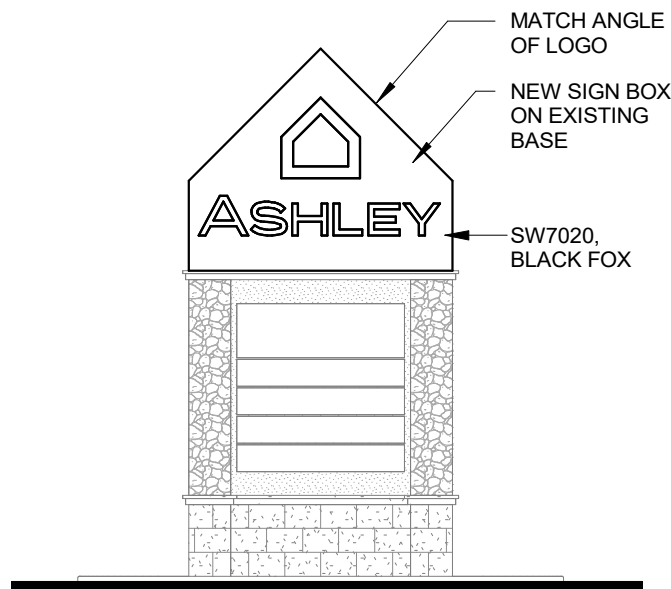 MATCH ANGLE
OF LOGO
NEW SIGN BOX
ON EXISTING
BASE
ASHLEY
SW7020,
BLACK FOX